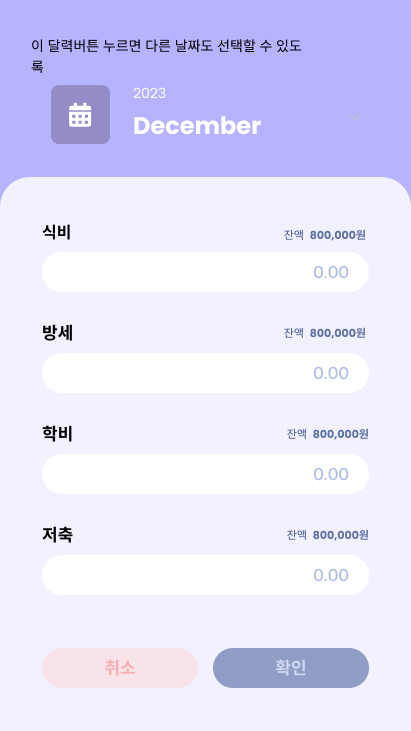 이 달력버튼 누르면 다른 날짜도 선택할 수 있도
록
2023
December
식비 잔액 800,000원
0.00
방세 잔액 800,000원
0.00
학비 잔액 800,000원
0.00
저축 잔액 800,000원
0.00
취소 확인